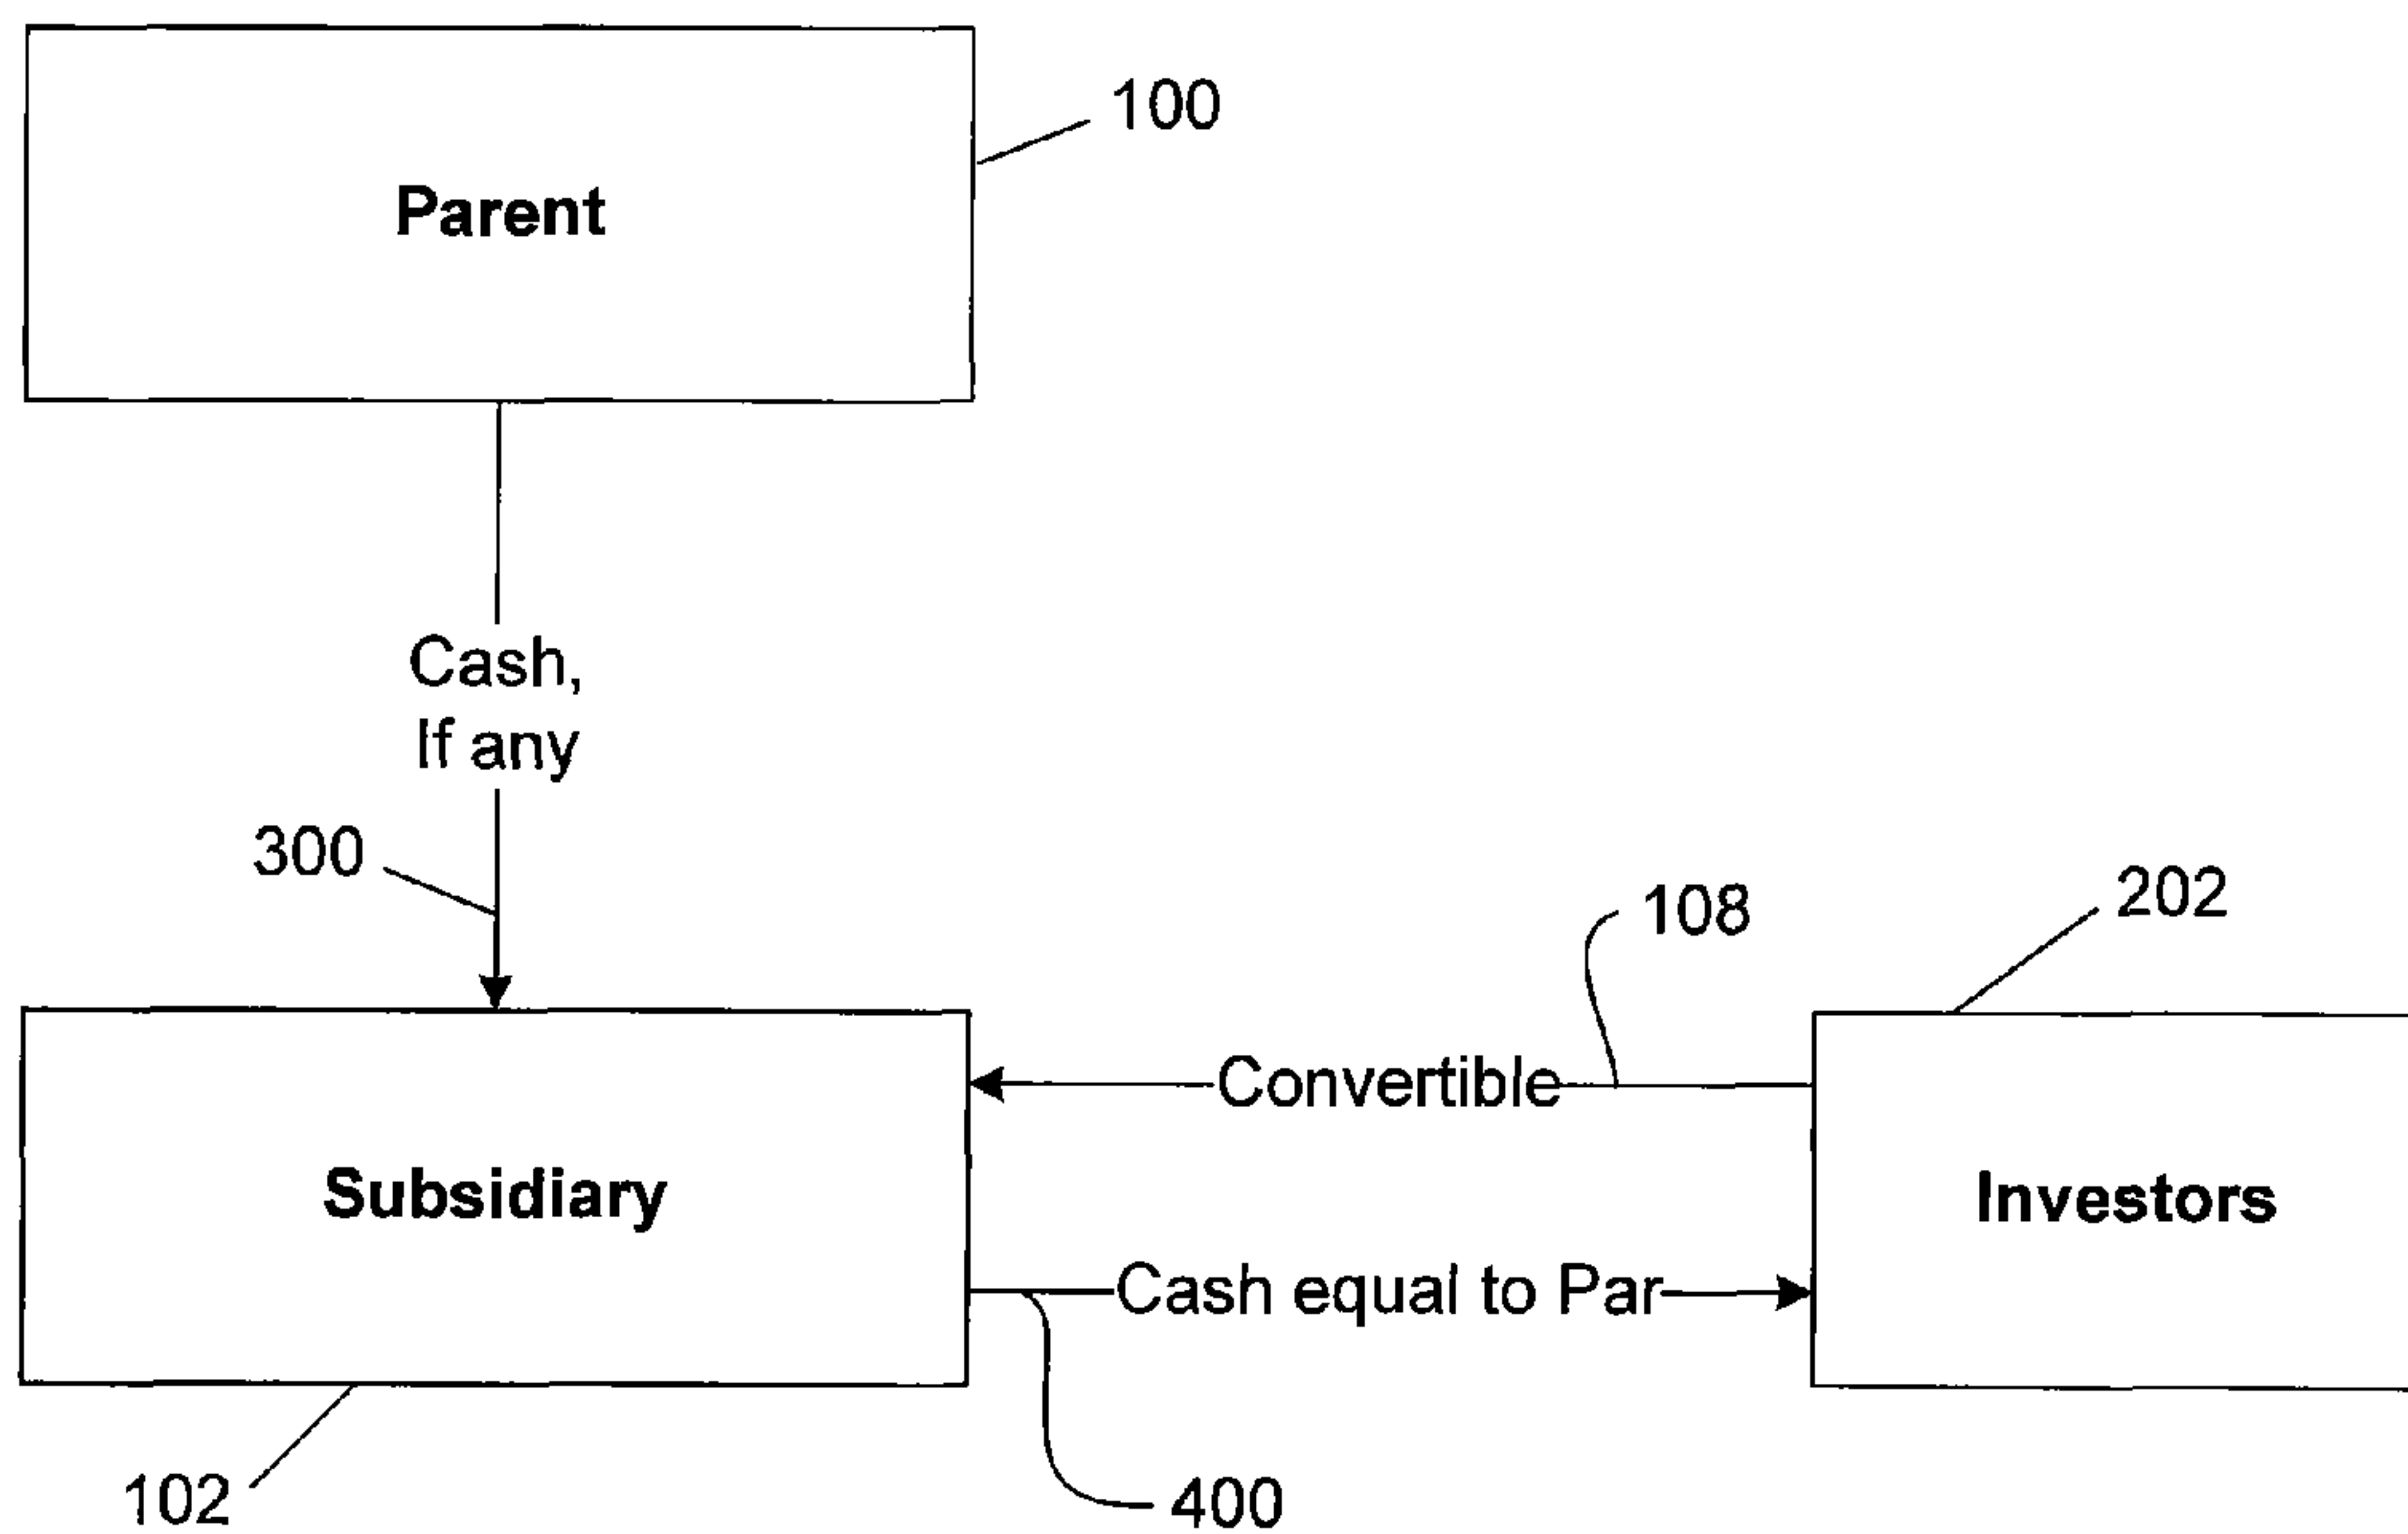 100
Parent
Cash,
If any
300
108
202
Convertible
Subsidiary
Investors
Cash equal to Par
102
400